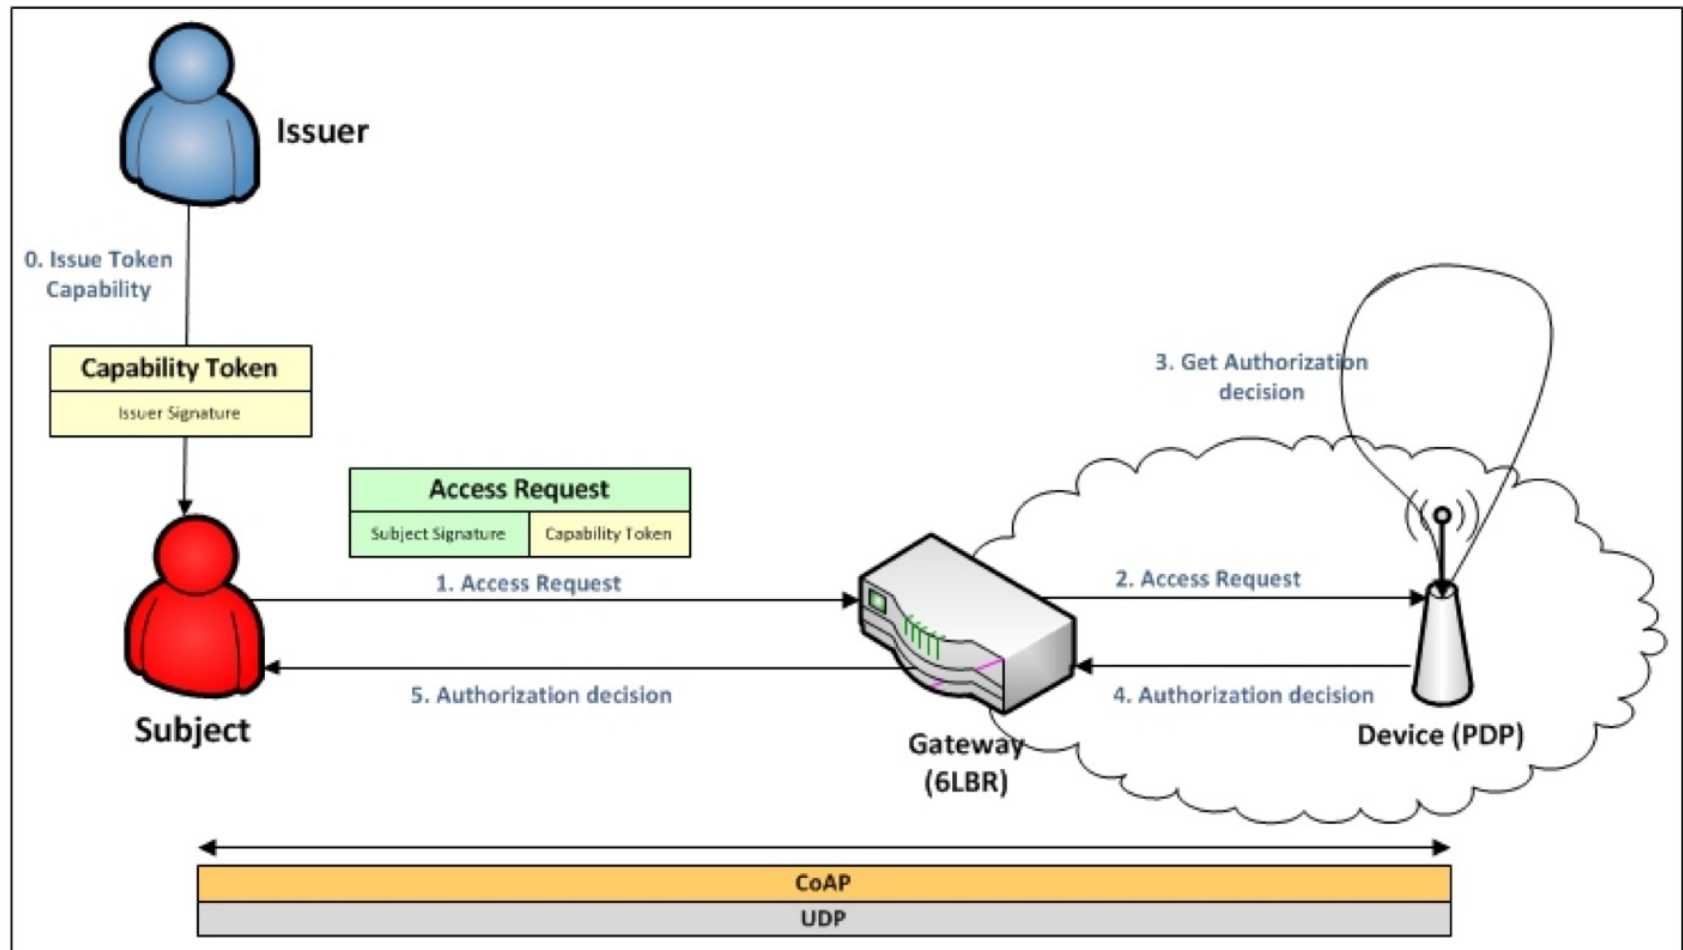 Issuer
0. Issue Token
Capability
Capability Token
Issuer Signature
Access Request
Subject Signature
Capability Token
1. Access Request
5. Authorization decision
Subject
Gateway
(6LBR)
2. Access Request
3. Get Authorization
decision
4. Authorization decision
Device (PDP)
CoAP
UDP